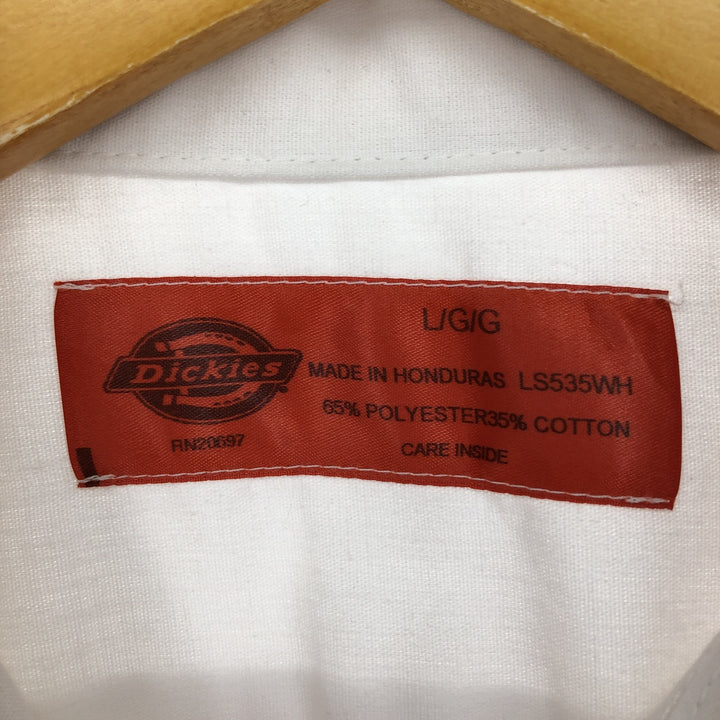 Dickies
RN20697
L/G/G
MADE IN HONDURAS LS535WH
65% POLYESTER35% COTTON
CARE INSIDE